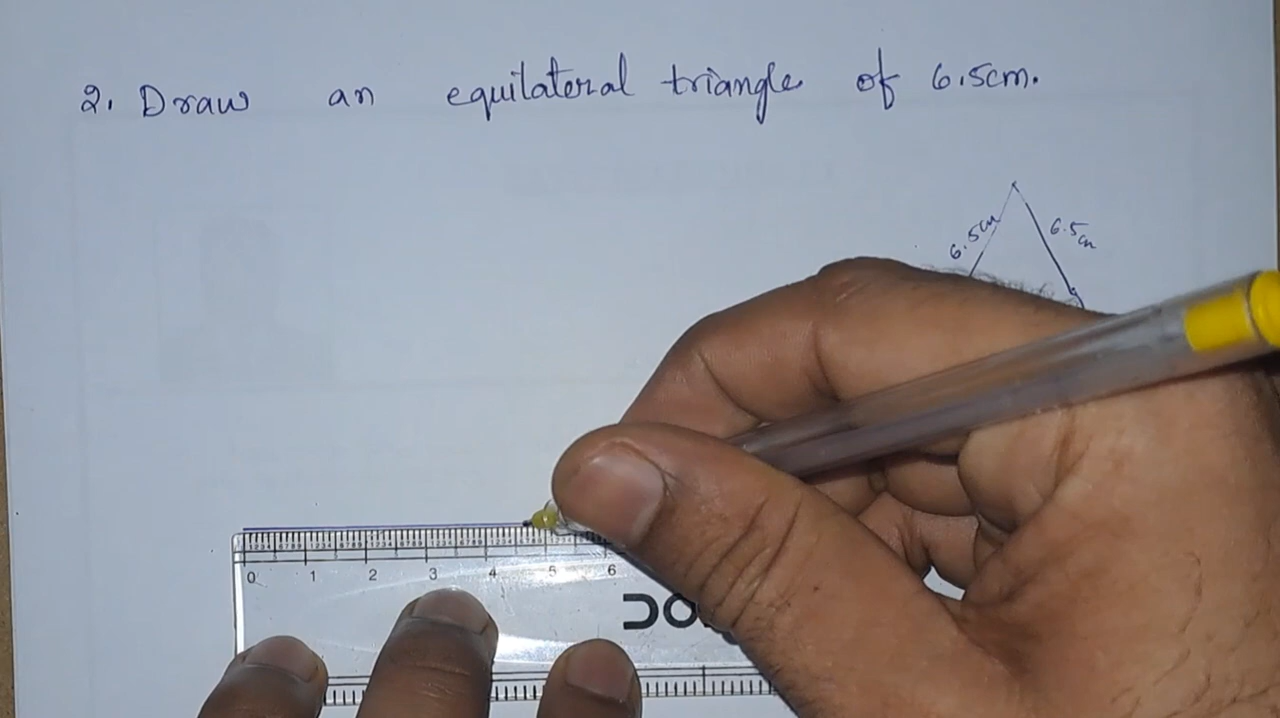 2. Draw an equilateral triangle of 6.5cm.
6.5cm 6.5cm
0 1 2 3 4 5 6